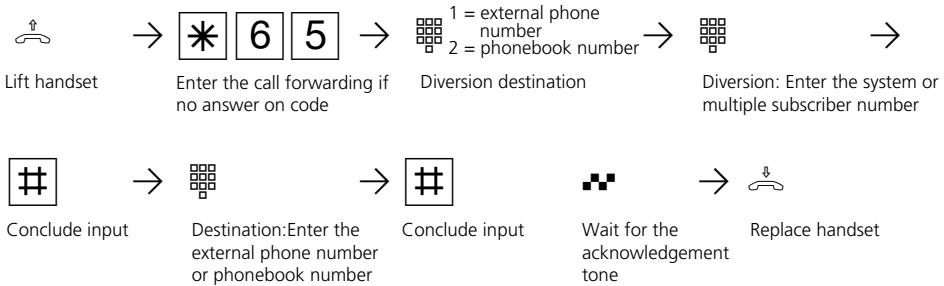 * 6 5
1 = external phone
number
2 = phonebook number
Lift handset
Enter the call forwarding if
no answer on code
Diversion destination
Diversion: Enter the system or
multiple subscriber number
#
#
Conclude input
Destination:Enter the
external phone number
or phonebook number
Conclude input
Wait for the
acknowledgement
tone
Replace handset